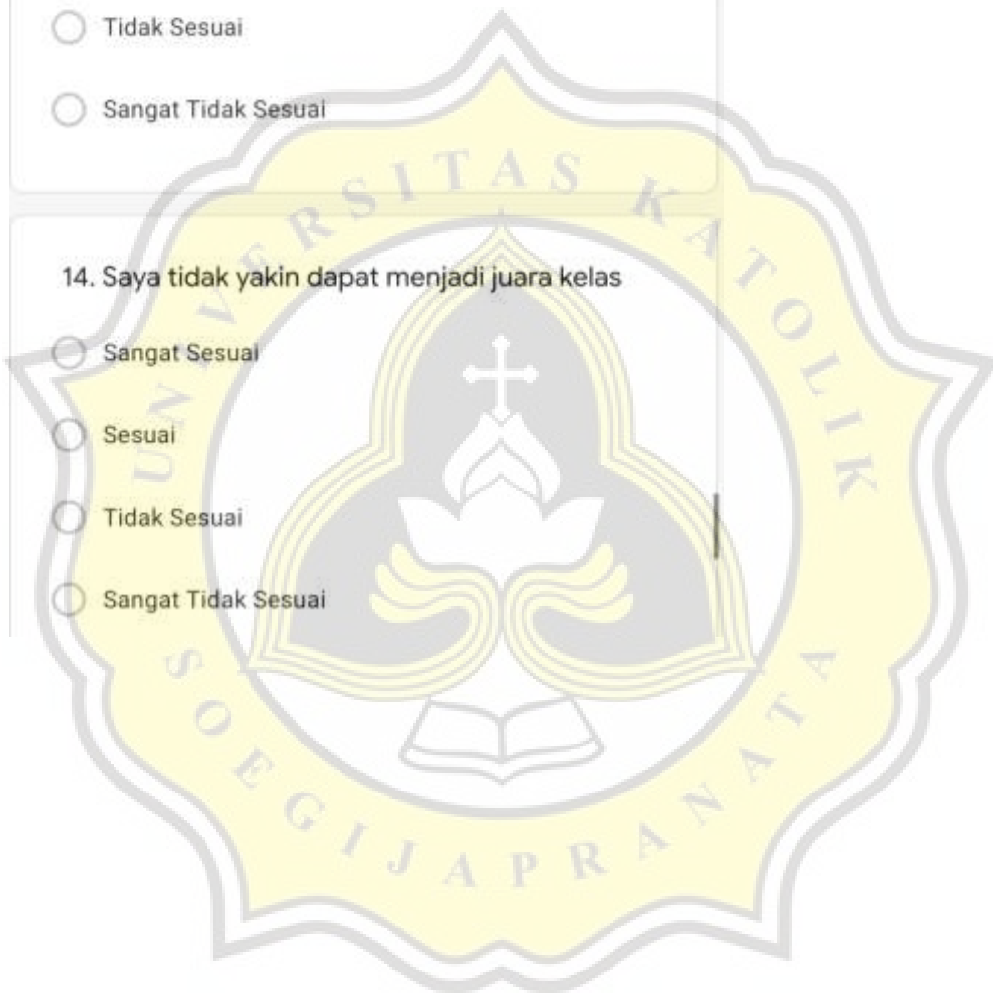 Tidak Sesuai
Sangat Tidak Sesuai
14. Saya tidak yakin dapat menjadi juara kelas
Sangat Sesuai
Sesuai
Tidak Sesuai
Sangat Tidak Sesuai
UNIVERSITAS KATOLIK
SOEGIJAPRANATA